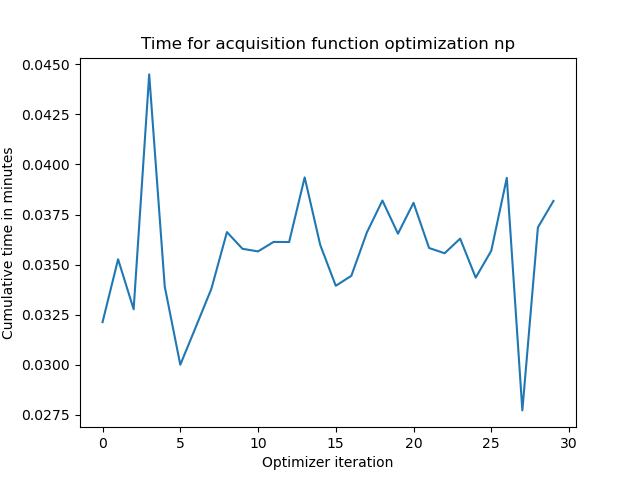 Time for acquisition function optimization np
Cumulative time in minutes
0.0450
0.0425
0.0400
0.0375
0.0350
0.0325
0.0300
0.0275
0 5 10 15 20 25 30
Optimizer iteration